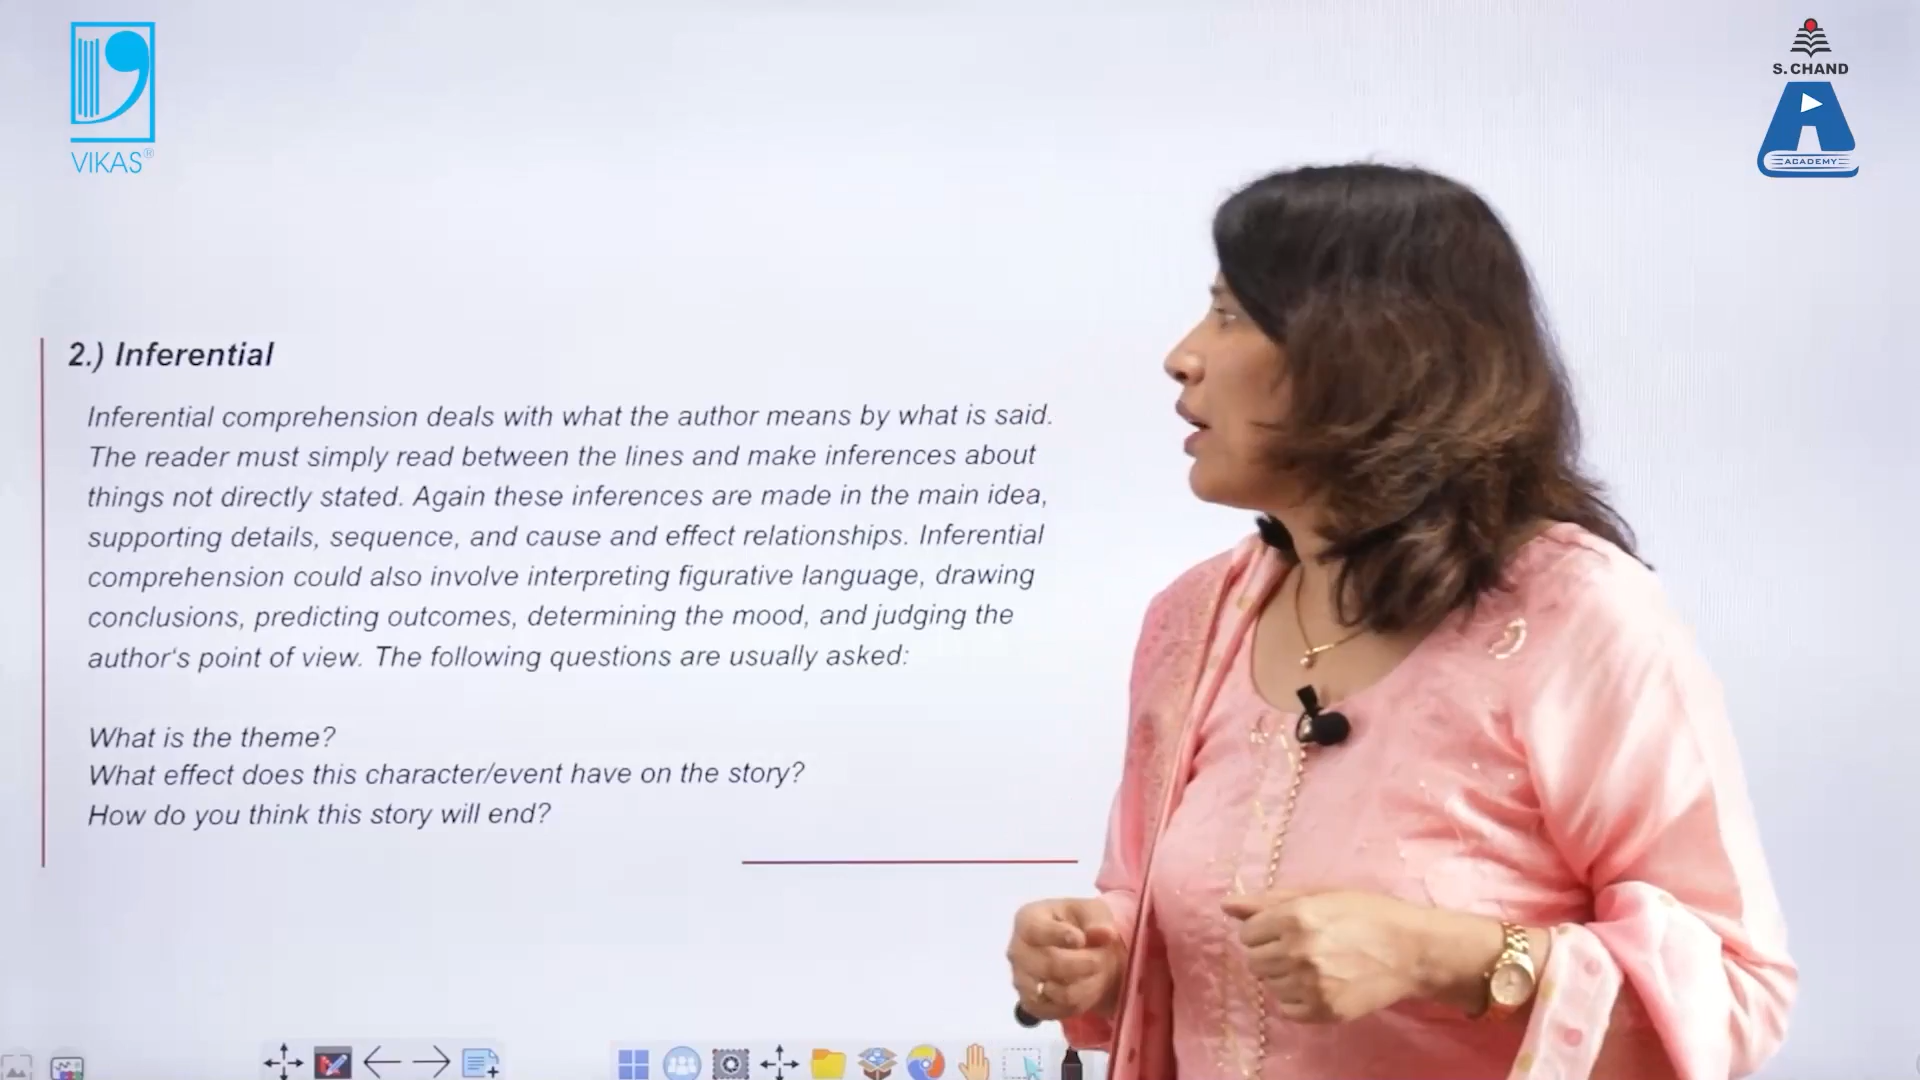 VIKAS®
S.CHAND
ACADEMY
2.) Inferential
Inferential comprehension deals with what the author means by what is said.
The reader must simply read between the lines and make inferences about
things not directly stated. Again these inferences are made in the main idea,
supporting details, sequence, and cause and effect relationships. Inferential
comprehension could also involve interpreting figurative language, drawing
conclusions, predicting outcomes, determining the mood, and judging the
author‘s point of view. The following questions are usually asked:
What is the theme?
What effect does this character/event have on the story?
How do you think this story will end?